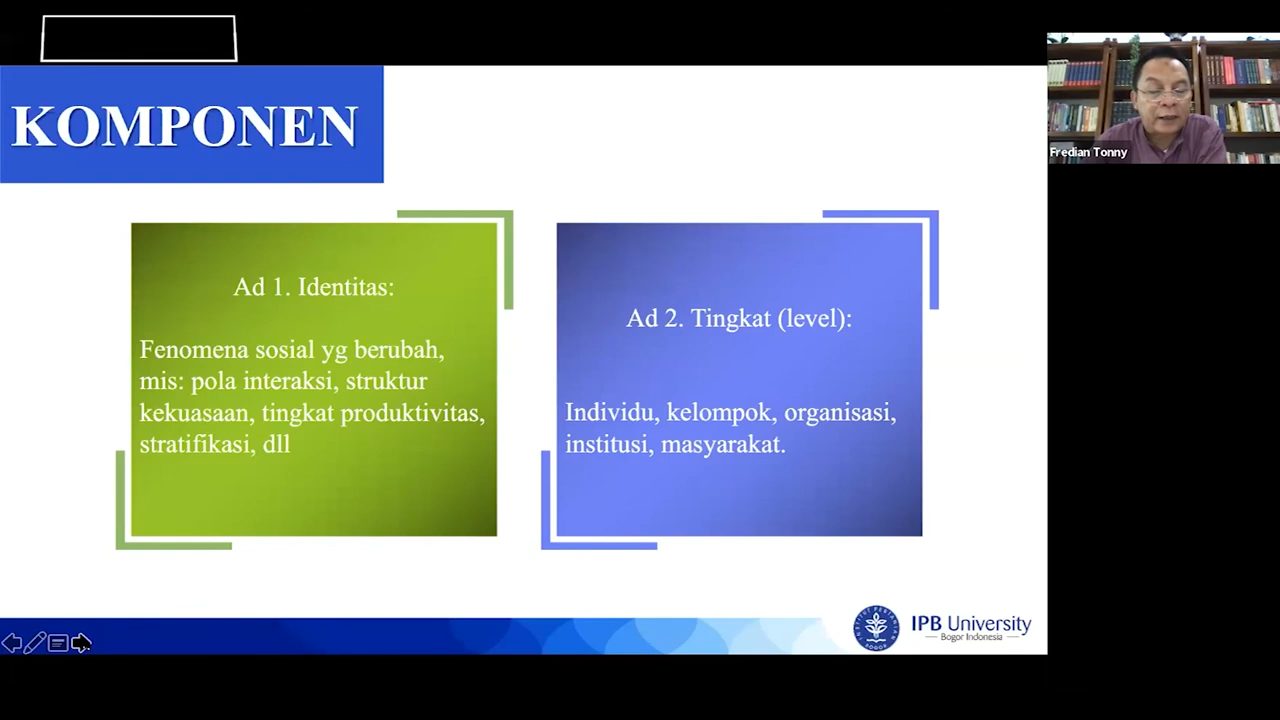 KOMPONEN
Fredian Tonny
Ad 1. Identitas:
Fenomena sosial yg berubah,
mis: pola interaksi, struktur
kekuasaan, tingkat produktivitas,
stratifikasi, dll
Ad 2. Tingkat (level):
Individu, kelompok, organisasi,
institusi, masyarakat.
IPB University
Bogor Indonesia